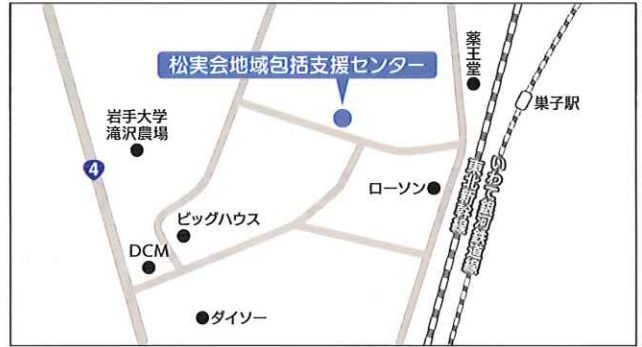 松実会地域包括支援センター
薬王堂
巣子駅
岩手大学
滝沢農場
4
ローソン
いわて銀河鉄道線
東北新幹線
ビッグハウス
DCM
ダイソー